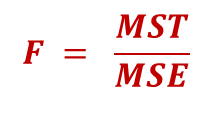 F = MST
MSE